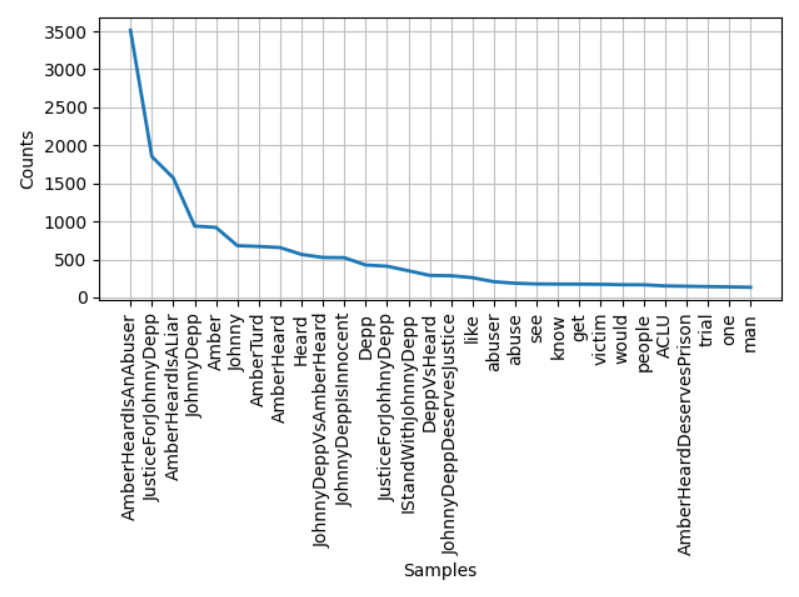 3500
3000
2500
2000
1500
1000
500
0
Counts
AmberHeardIsAnAbuser
JusticeForJohnnyDepp
AmberHeardIsALiar
JohnnyDepp
Amber
Johnny
AmberTurd
AmberHeard
Heard
JohnnyDeppVsAmberHeard
JohnnyDeppIsInnocent
Depp
JusticeForJohhnyDepp
IStandWithJohnnyDepp
DeppVsHeard
JohnnyDeppDeservesJustice
like
abuser
abuse
see
know
get
victim
would
people
ACLU
AmberHeardDeservesPrison
trial
one
man
Samples